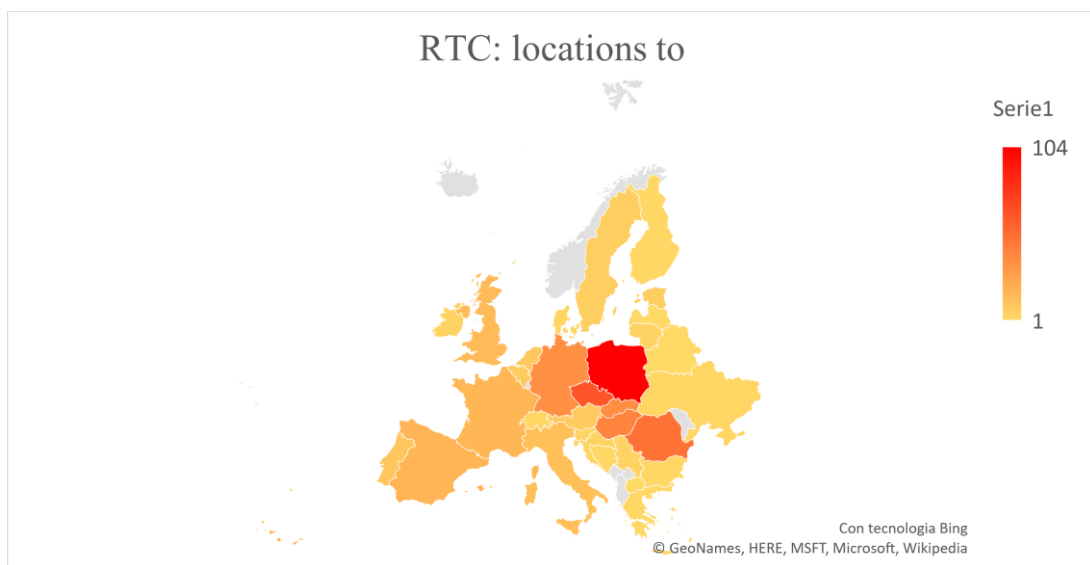 RTC: locations to
Serie1
104
1
Con tecnologia Bing
© GeoNames, HERE, MSFT, Microsoft, Wikipedia